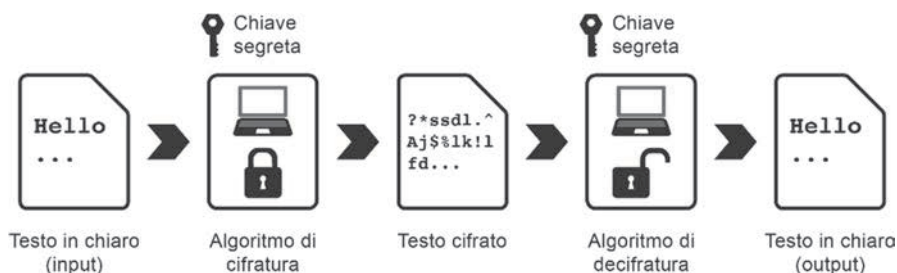 Chiave
segreta
Chiave
segreta
Hello
...
?*ssdl.^
Aj$%lk!l
fd...
Hello
...
Testo in chiaro
(input)
Algoritmo di
cifratura
Testo cifrato
Algoritmo di
decifratura
Testo in chiaro
(output)